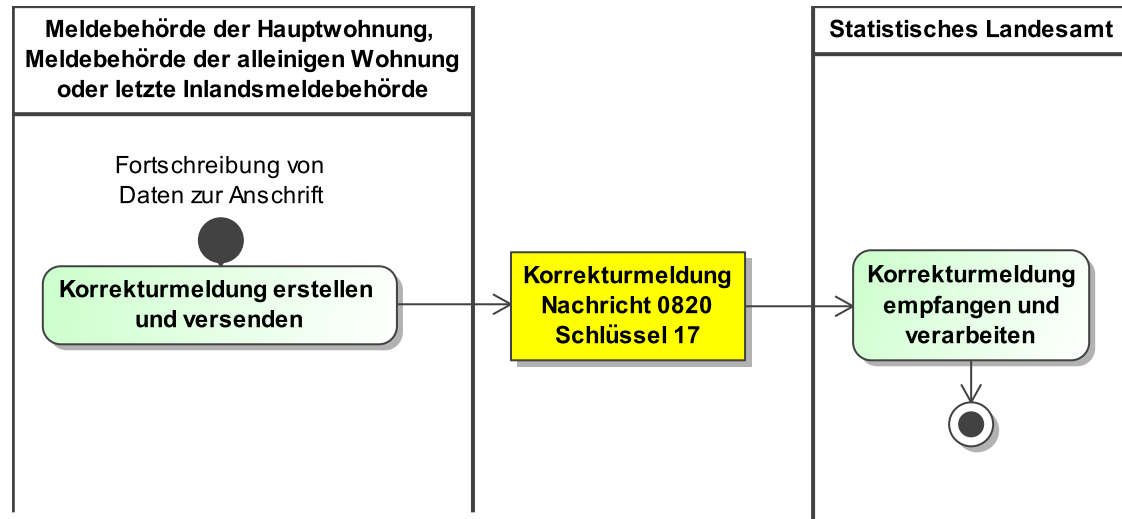 Meldebehörde der Hauptwohnung,
Meldebehörde der alleinigen Wohnung
oder letzte Inlandsmeldebehörde
Statistisches Landesamt
Fortschreibung von
Daten zur Anschrift
Korrekturmeldung erstellen
und versenden
Korrekturmeldung
Nachricht 0820
Schlüssel 17
Korrekturmeldung
empfangen und
verarbeiten